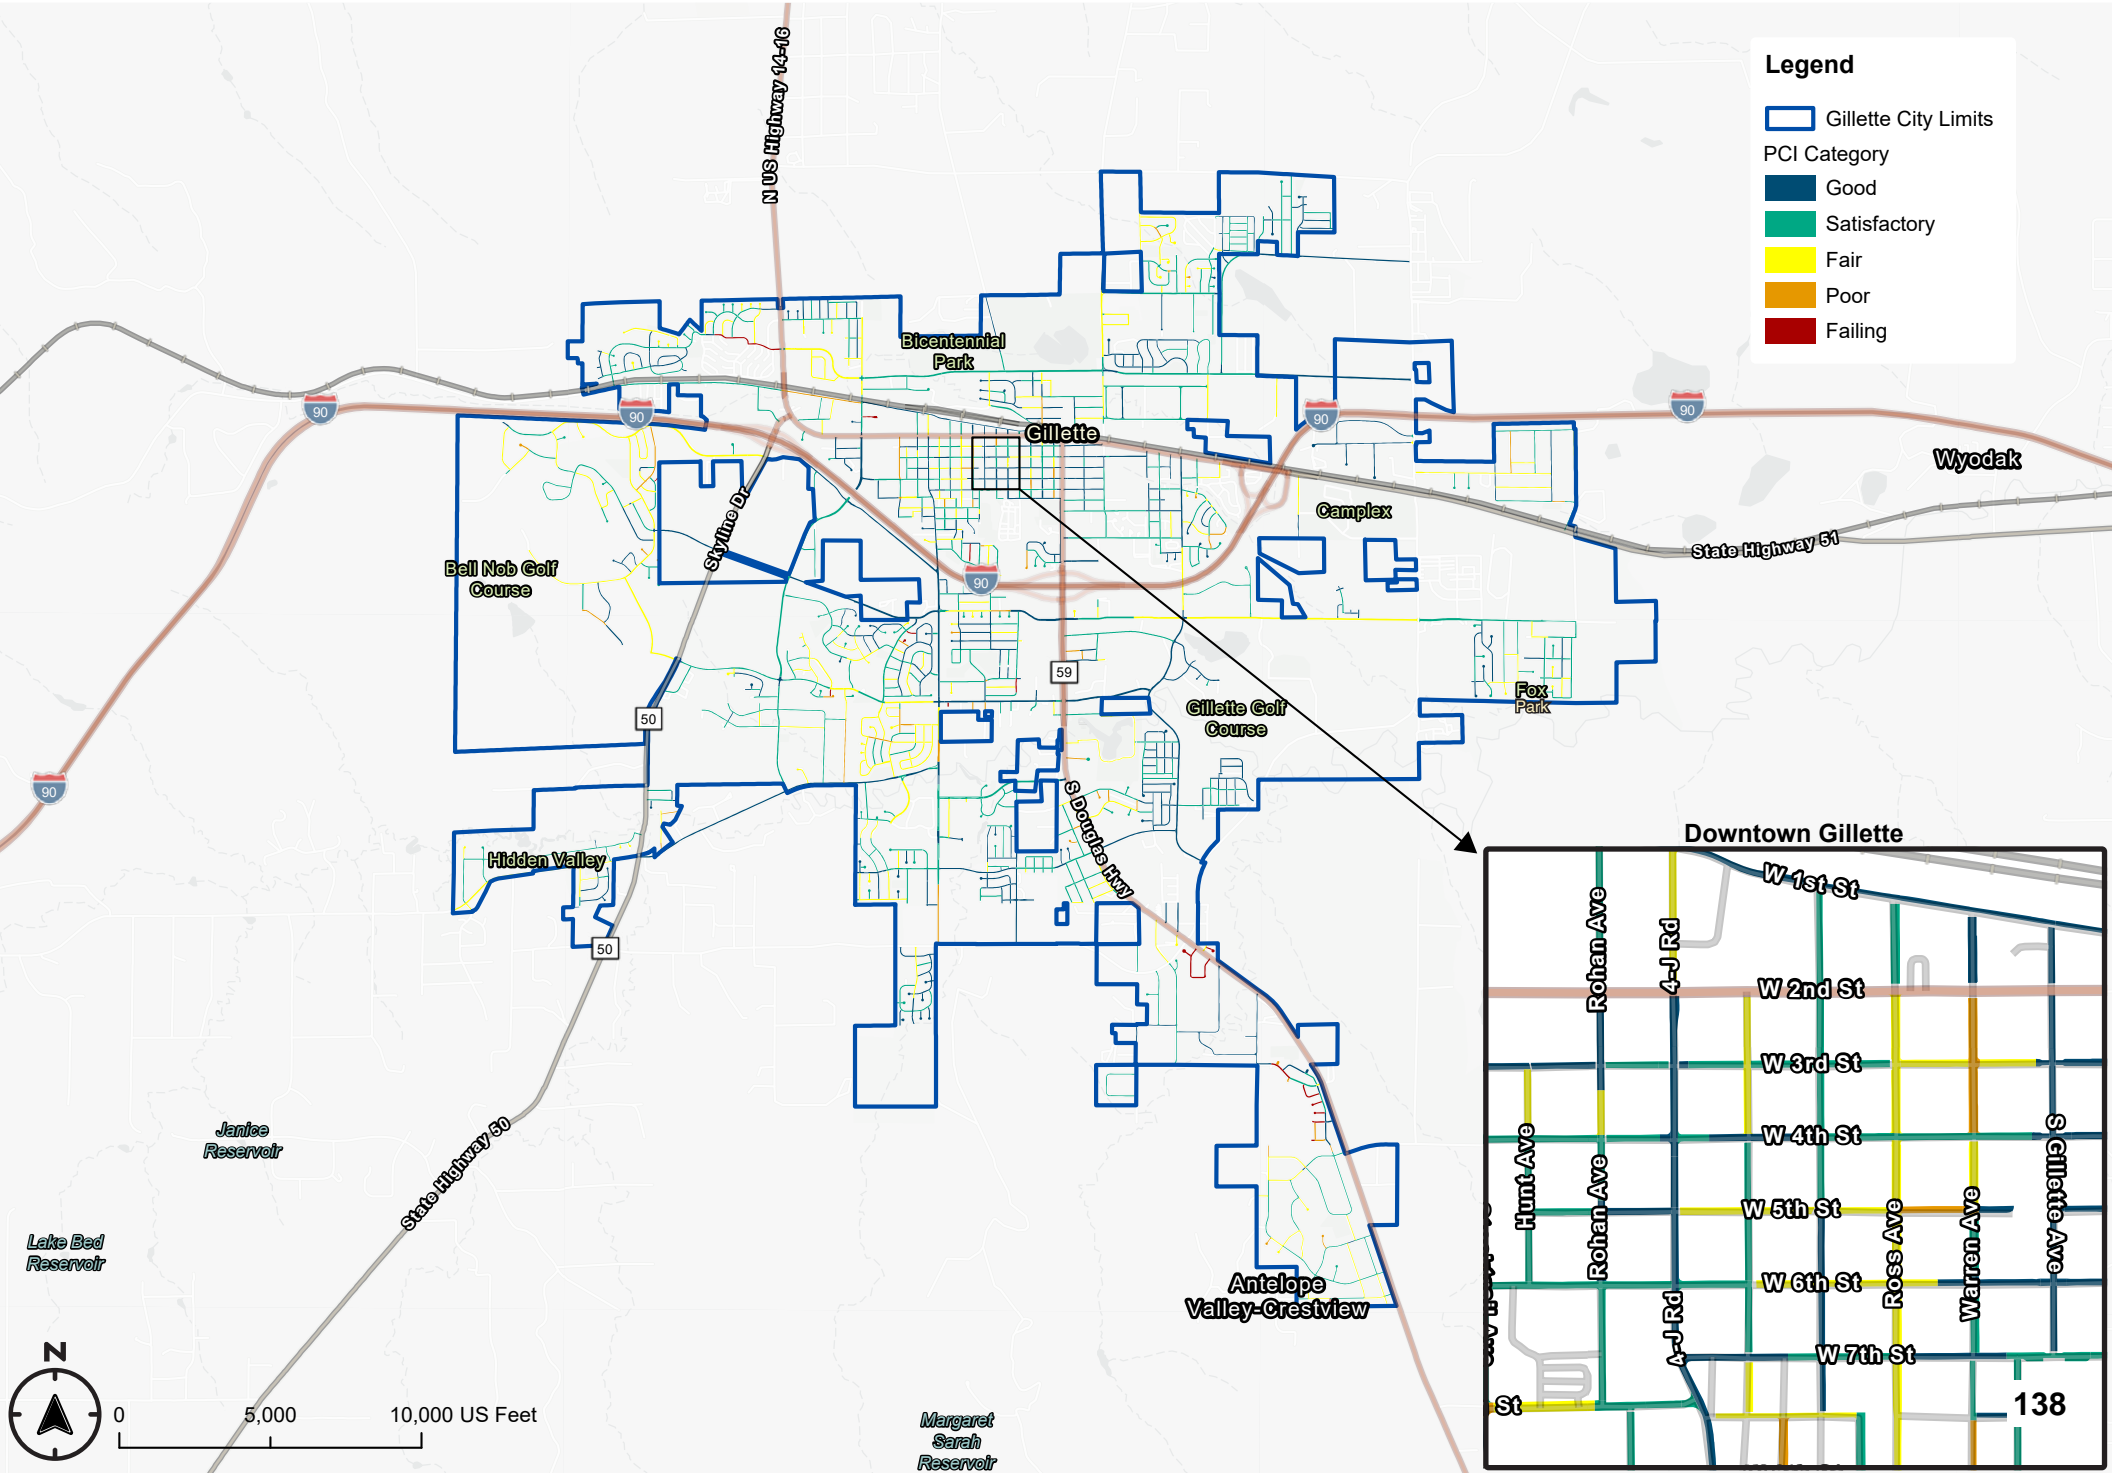 N US Highway 14-16
Legend
Gillette City Limits
PCI Category
Good
Satisfactory
Fair
Poor
Failing
Bicentennial
Park
90
90
90
90
Gillette
Wyodak
Skyline Dr
Camplex
State Highway 51
Bell Nob Golf
Course
90
59
Fox
Park
50
Gillette Golf
Course
90
S Douglas Hwy
Hidden Valley
50
Downtown Gillette
W 1st St
Rohan Ave
4-J Rd
W 2nd St
W 3rd St
W 4th St
Hunt Ave
Rohan Ave
S Gillette Ave
W 5th St
Ross Ave
Warren Ave
W 6th St
4-J Rd
W 7th St
St
138
Janice
Reservoir
State Highway 50
Lake Bed
Reservoir
Antelope
Valley-Crestview
N
0 5,000 10,000 US Feet
Margaret
Sarah
Reservoir